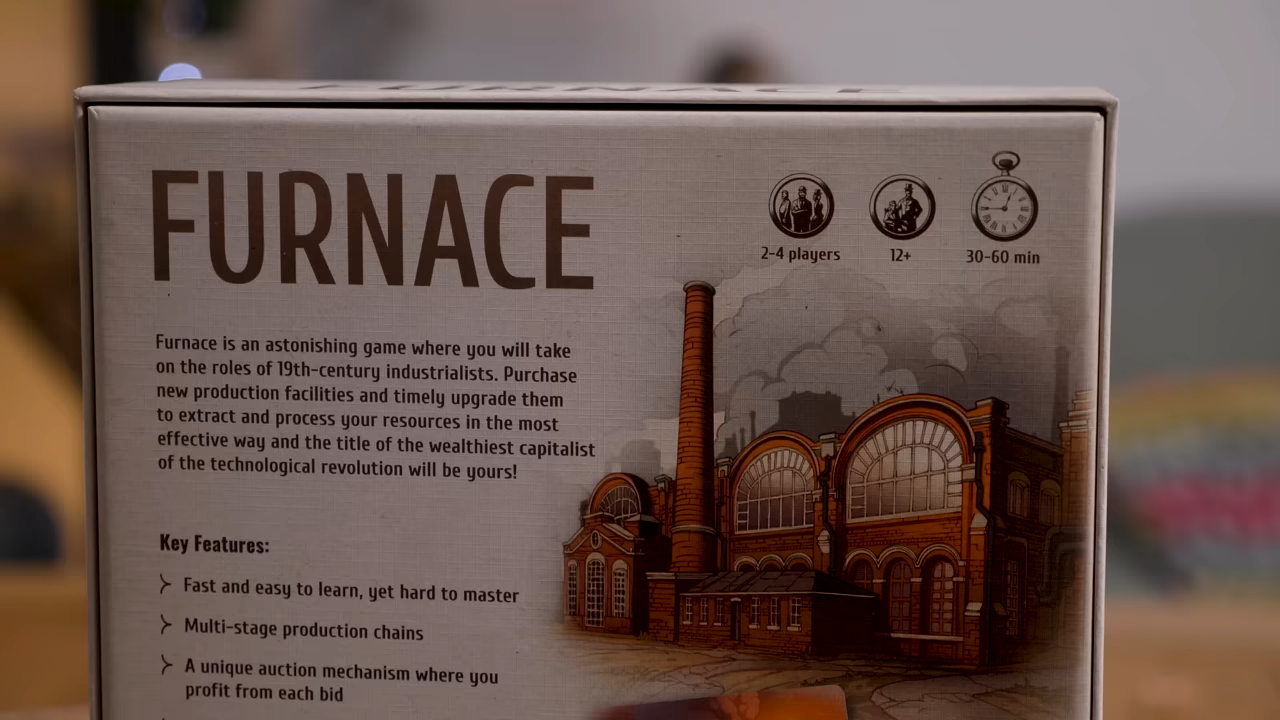 FURNACE
FURNACE
2-4 players
12+
30-60 min
Furnace is an astonishing game where you will take
on the roles of 19th-century industrialists. Purchase
new production facilities and timely upgrade them
to extract and process your resources in the most
effective way and the title of the wealthiest capitalist
of the technological revolution will be yours!
Key Features:
Fast and easy to learn, yet hard to master
Multi-stage production chains
A unique auction mechanism where you
profit from each bid